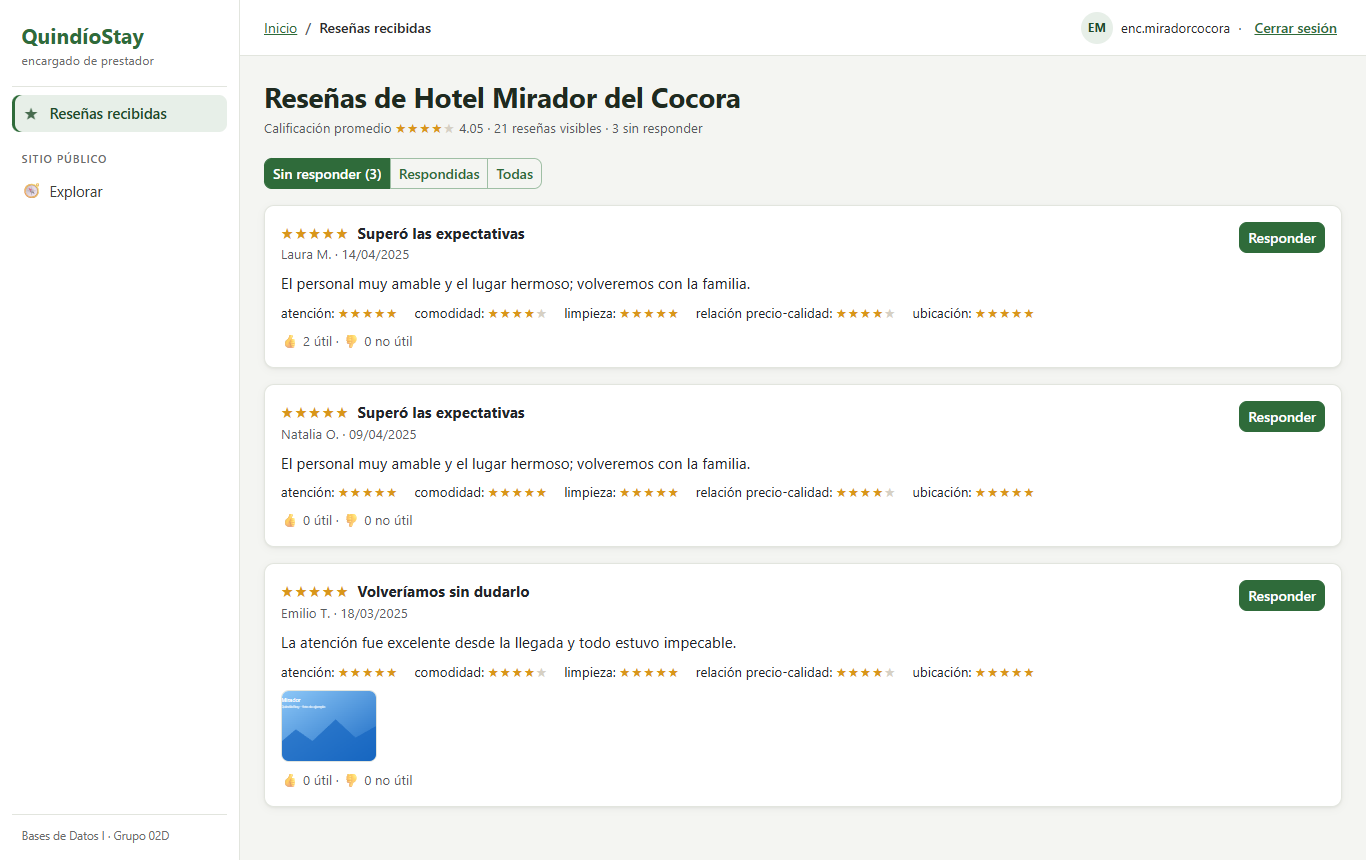 QuindíoStay
encargado de prestador
★ Reseñas recibidas
SITIO PÚBLICO
Explorar
Bases de Datos I · Grupo 02D
Inicio / Reseñas recibidas
EM enc.miradorcocora · Cerrar sesión
Reseñas de Hotel Mirador del Cocora
Calificación promedio ★★★★★ 4.05 · 21 reseñas visibles · 3 sin responder
Sin responder (3) Respondidas Todas
★★★★★ Superó las expectativas
Responder
Laura M. · 14/04/2025
El personal muy amable y el lugar hermoso; volveremos con la familia.
atención: ★★★★★ comodidad: ★★★★★ limpieza: ★★★★★ relación precio-calidad: ★★★★★ ubicación: ★★★★★
👍 2 útil · 👎 0 no útil
★★★★★ Superó las expectativas
Responder
Natalia O. · 09/04/2025
El personal muy amable y el lugar hermoso; volveremos con la familia.
atención: ★★★★★ comodidad: ★★★★★ limpieza: ★★★★★ relación precio-calidad: ★★★★★ ubicación: ★★★★★
👍 0 útil · 👎 0 no útil
★★★★★ Volveríamos sin dudarlo
Responder
Emilio T. · 18/03/2025
La atención fue excelente desde la llegada y todo estuvo impecable.
atención: ★★★★★ comodidad: ★★★★★ limpieza: ★★★★★ relación precio-calidad: ★★★★★ ubicación: ★★★★★
Mirador
👍 0 útil · 👎 0 no útil